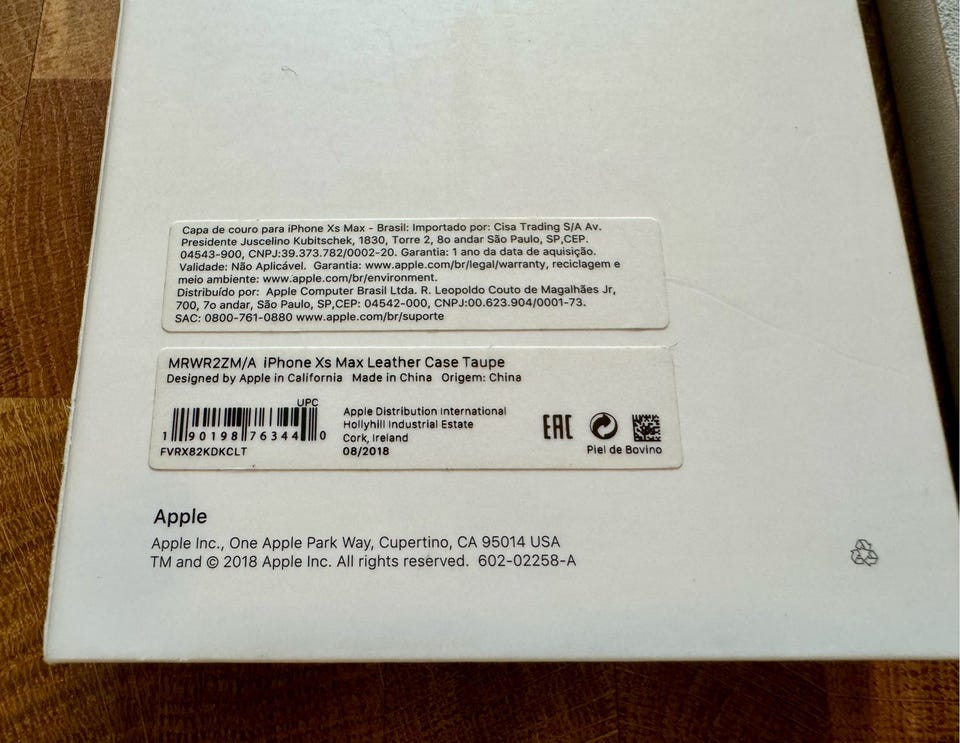 Capa de couro para iPhone Xs Max - Brasil: Importado por: Cisa Trading S/A Av.
Presidente Juscelino Kubitschek, 1830, Torre 2, 8o andar São Paulo, SP,CEP.
04543-900, CNPJ:39.373.782/0002-20. Garantia: 1 ano da data de aquisição.
Validade: Não Aplicável. Garantia: www.apple.com/br/legal/warranty, reciclagem e
meio ambiente: www.apple.com/br/environment.
Distribuído por: Apple Computer Brasil Ltda. R. Leopoldo Couto de Magalhães Jr,
700, 7o andar, São Paulo, SP,CEP: 04542-000, CNPJ:00.623.904/0001-73.
SAC: 0800-761-0880 www.apple.com/br/suporte
MRWR2ZM/A iPhone Xs Max Leather Case Taupe
Designed by Apple in California Made in China Origem: China
UPC
1 90198 76344 0
FVRX82KDKCLT
Apple Distribution International
Hollyhill Industrial Estate
Cork, Ireland
08/2018
EAC
Piel de Bovino
Apple
Apple Inc., One Apple Park Way, Cupertino, CA 95014 USA
TM and © 2018 Apple Inc. All rights reserved. 602-02258-A